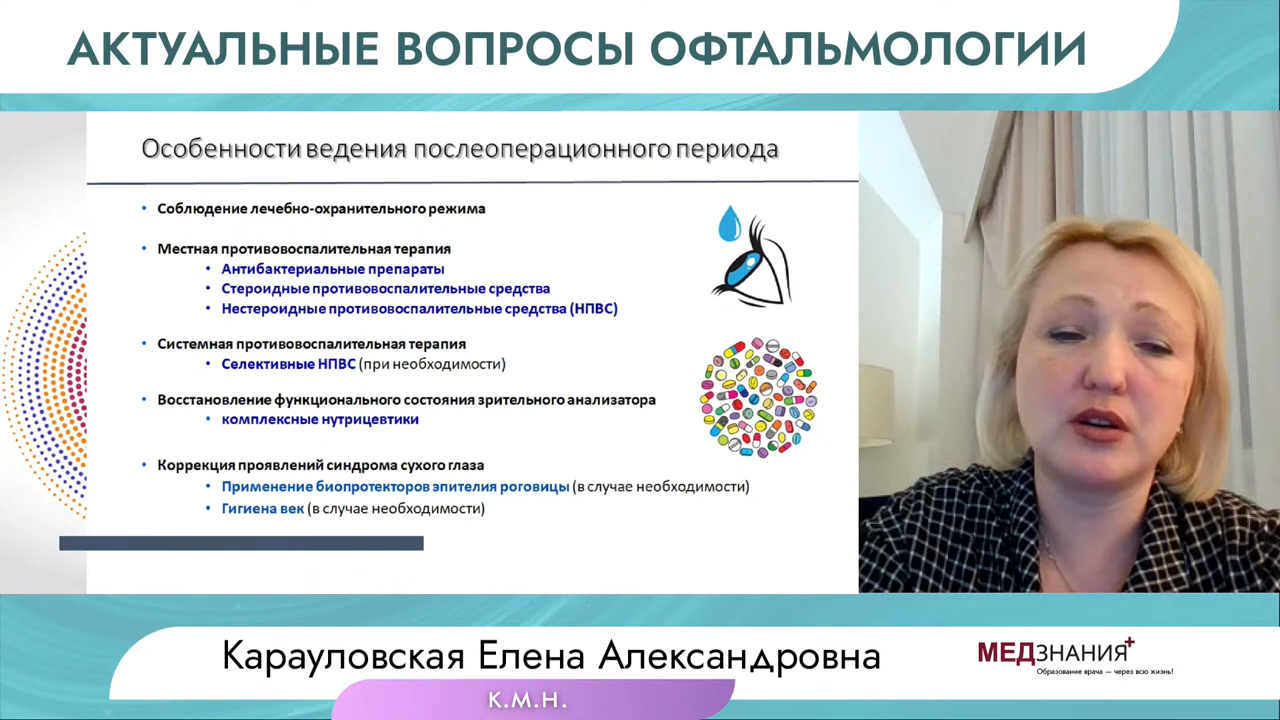 АКТУАЛЬНЫЕ ВОПРОСЫ ОФТАЛЬМОЛОГИИ
Особенности ведения послеоперационного периода
• Соблюдение лечебно-охранительного режима
• Местная противовоспалительная терапия
• Антибактериальные препараты
• Стероидные противовоспалительные средства
• Нестероидные противовоспалительные средства (НПВС)
• Системная противовоспалительная терапия
• Селективные НПВС (при необходимости)
• Восстановление функционального состояния зрительного анализатора
• комплексные нутрицевтики
• Коррекция проявлений синдрома сухого глаза
• Применение биопротекторов эпителия роговицы (в случае необходимости)
• Гигиена век (в случае необходимости)
Карауловская Елена Александровна
к.м.н.
МЕДЗНАНИЯ+
Образование врача — через всю жизнь!